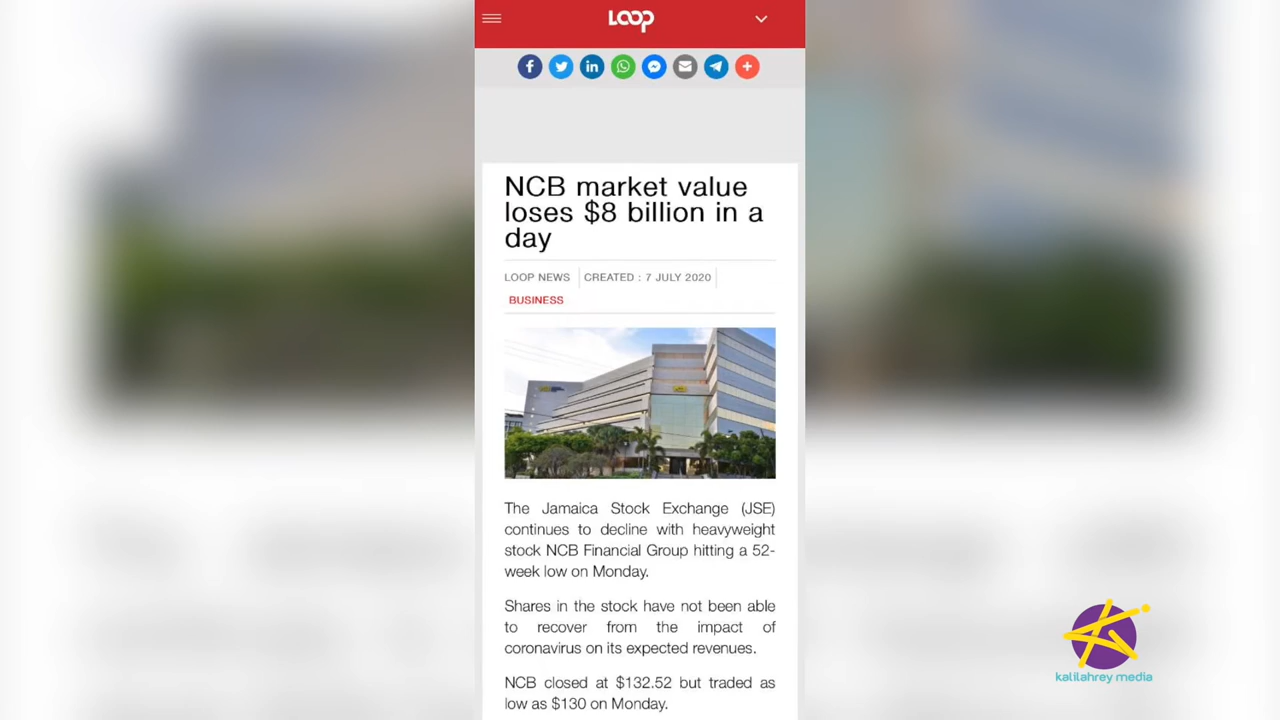 LOOP
NCB market value
loses $8 billion in a
day
LOOP NEWS CREATED : 7 JULY 2020
BUSINESS
The Jamaica Stock Exchange (JSE)
continues to decline with heavyweight
stock NCB Financial Group hitting a 52-
week low on Monday.
Shares in the stock have not been able
to recover from the impact of
coronavirus on its expected revenues.
NCB closed at $132.52 but traded as
low as $130 on Monday.
kalilahrey media